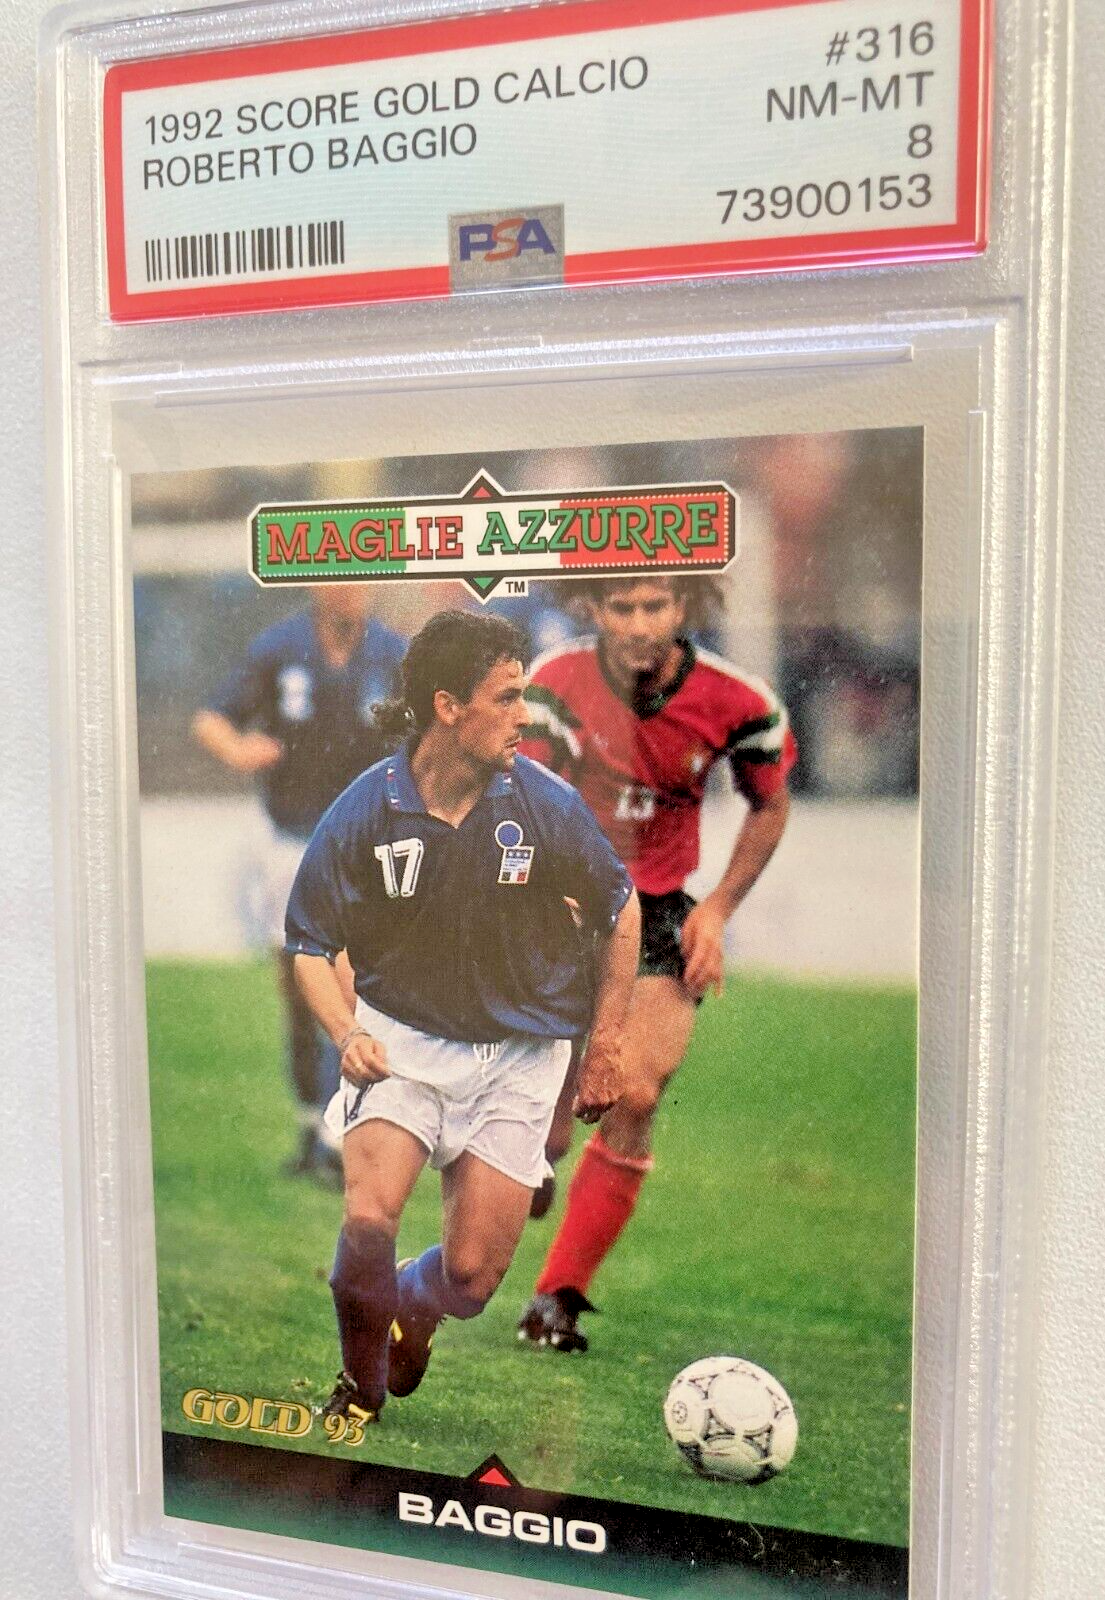 1992 SCORE GOLD CALCIO #316
ROBERTO BAGGIO NM-MT
8
PSA 73900153
MAGLIE AZZURRE
TM
17
13
GOLD '93
BAGGIO